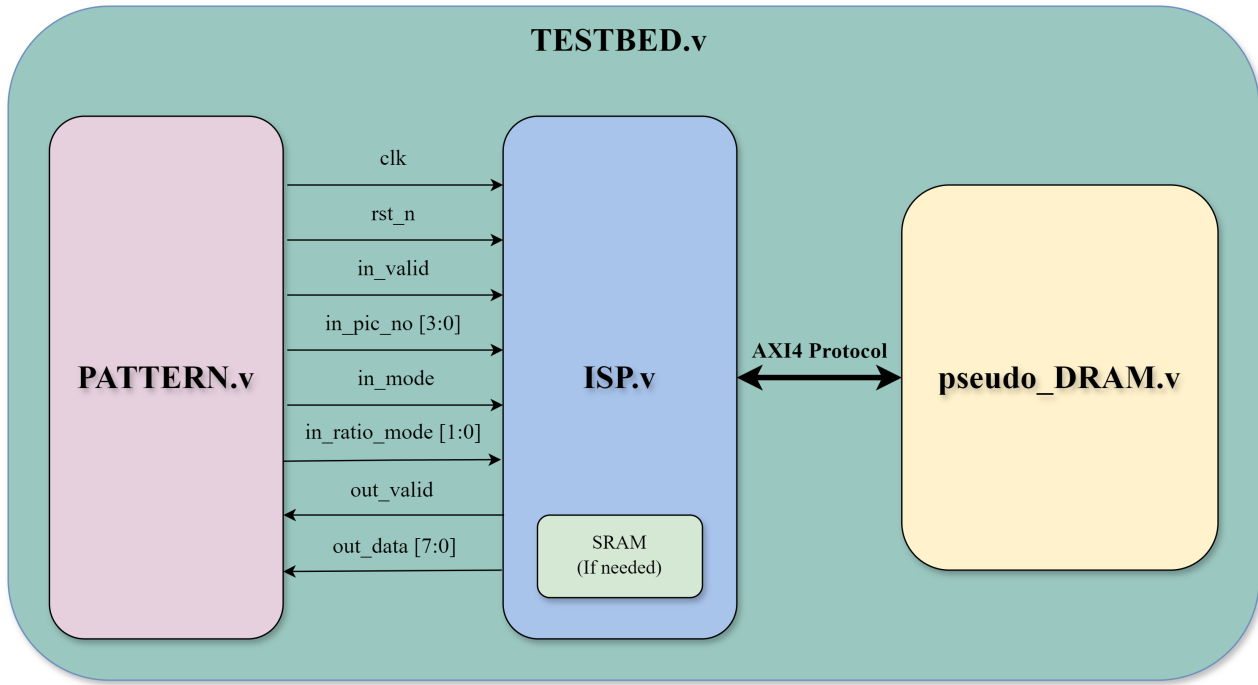 TESTBED.v
PATTERN.v
clk
rst_n
in_valid
in_pic_no [3:0]
in_mode
in_ratio_mode [1:0]
out_valid
out_data [7:0]
ISP.v
SRAM
(If needed)
AXI4 Protocol
pseudo_DRAM.v